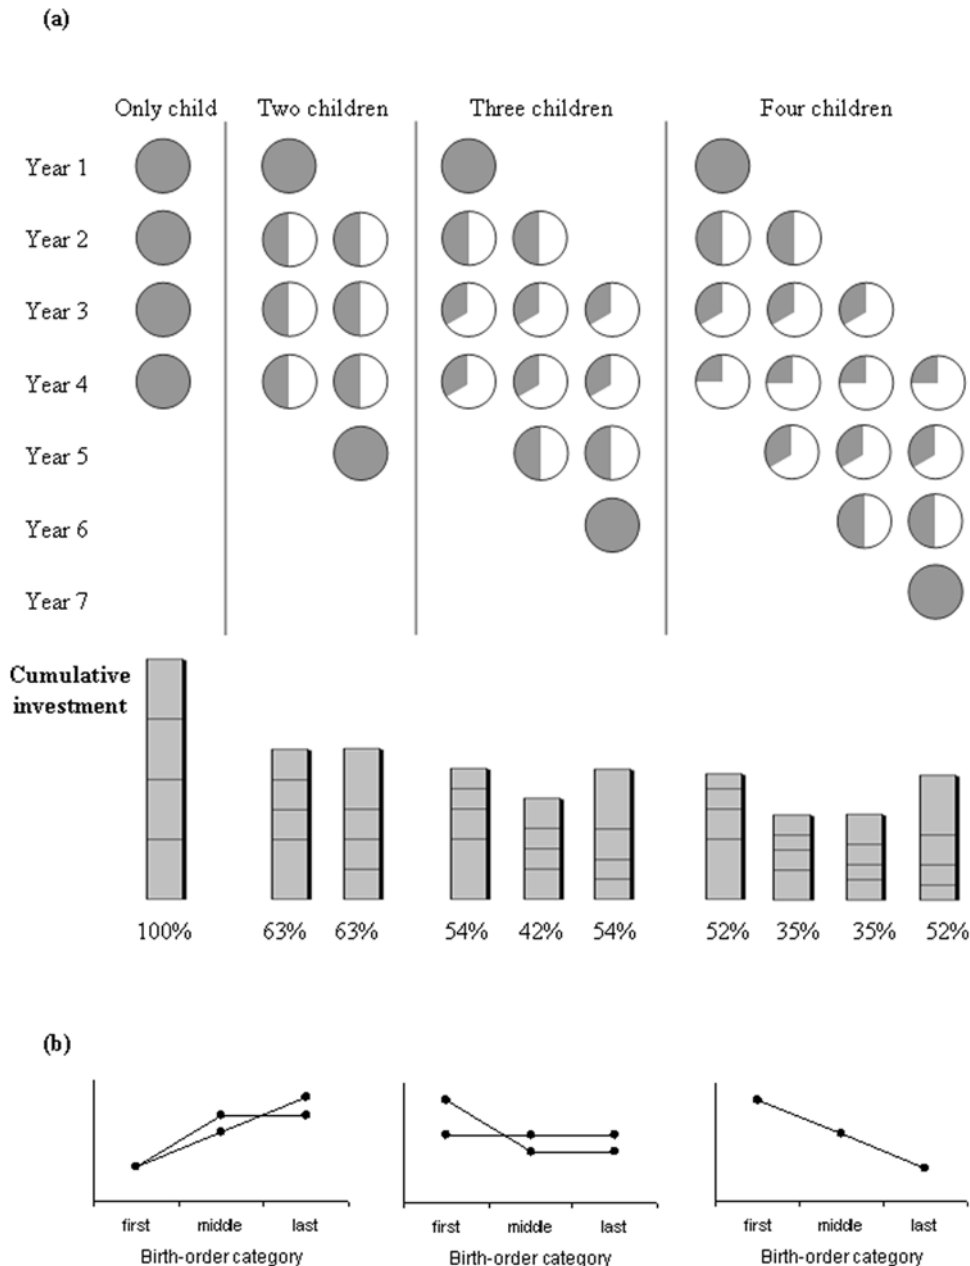 (a)
Only child Two children Three children Four children
Year 1
Year 2
Year 3
Year 4
Year 5
Year 6
Year 7
Cumulative
investment
100% 63% 63% 54% 42% 54% 52% 35% 35% 52%
(b)
first middle last first middle last first middle last
Birth-order category Birth-order category Birth-order category